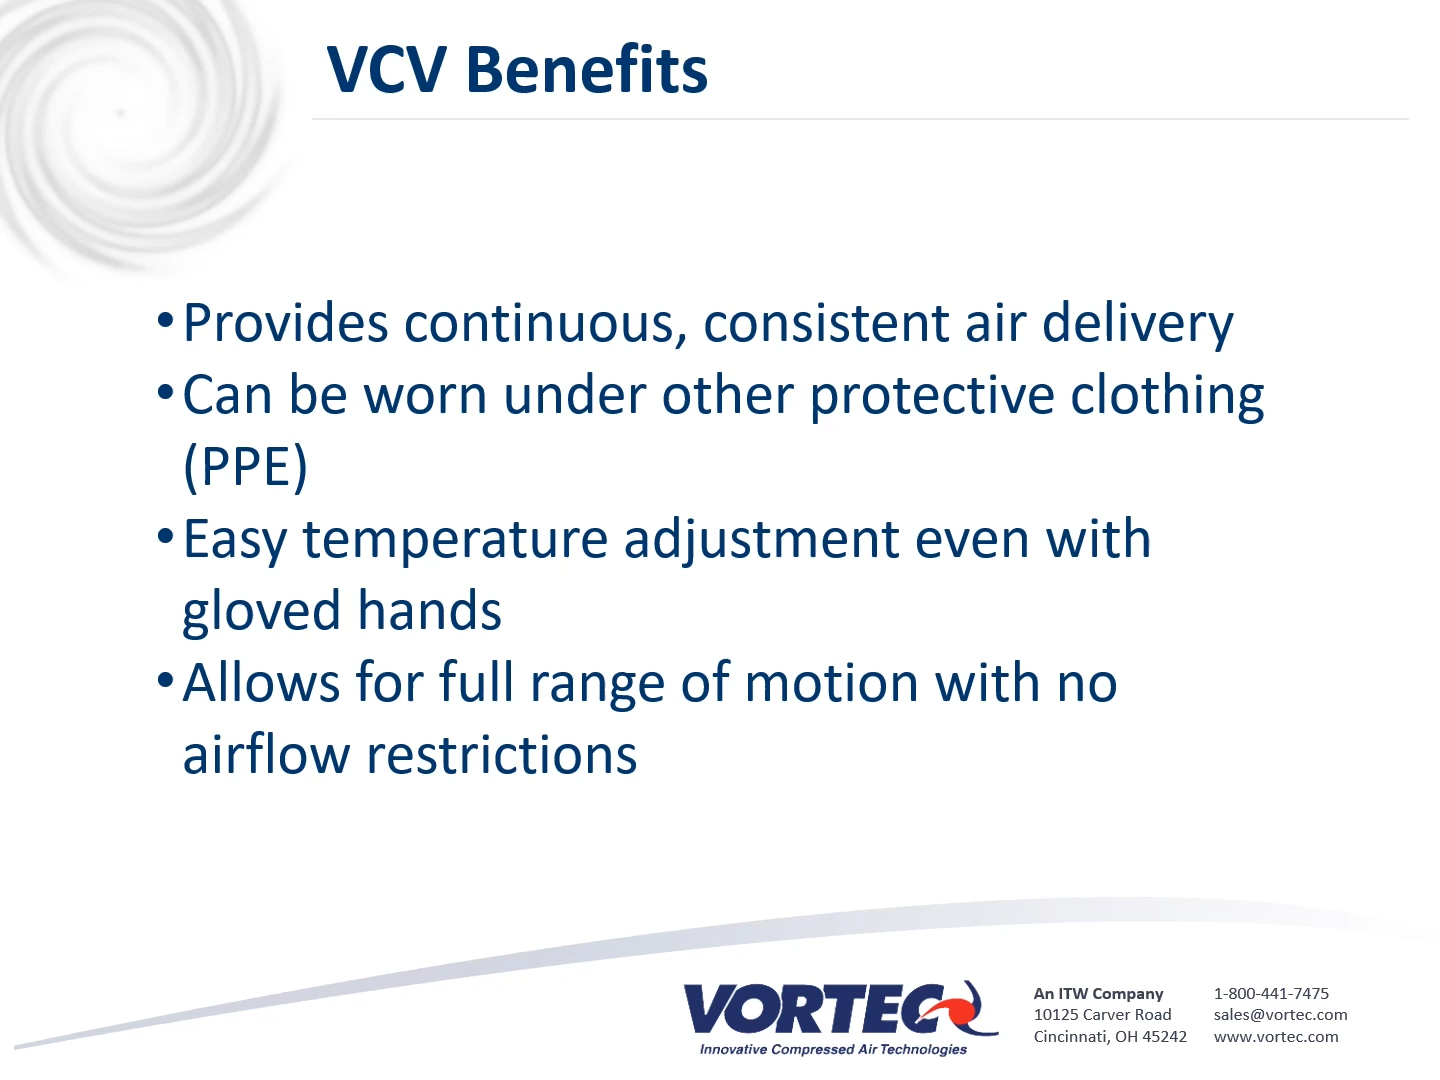 VCV Benefits
•Provides continuous, consistent air delivery
•Can be worn under other protective clothing
(PPE)
•Easy temperature adjustment even with
gloved hands
•Allows for full range of motion with no
airflow restrictions
VORTEC
Innovative Compressed Air Technologies
An ITW Company
10125 Carver Road
Cincinnati, OH 45242
1-800-441-7475
sales@vortec.com
www.vortec.com